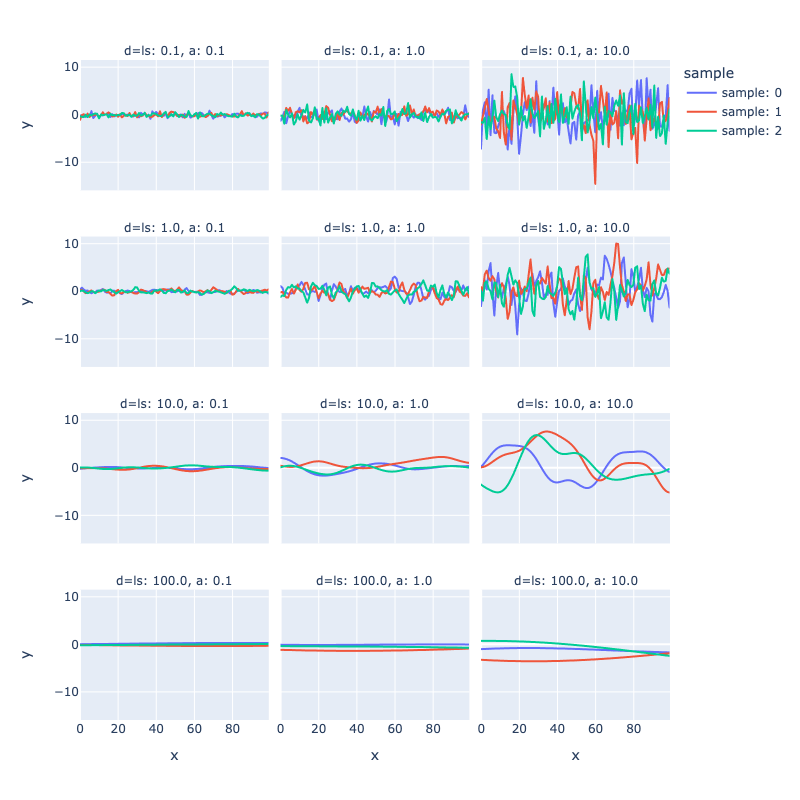 d=ls: 0.1, a: 0.1 d=ls: 0.1, a: 1.0 d=ls: 0.1, a: 10.0
sample
sample: 0
sample: 1
sample: 2
10
0
−10
y
d=ls: 1.0, a: 0.1 d=ls: 1.0, a: 1.0 d=ls: 1.0, a: 10.0
10
0
−10
y
d=ls: 10.0, a: 0.1 d=ls: 10.0, a: 1.0 d=ls: 10.0, a: 10.0
10
0
−10
y
d=ls: 100.0, a: 0.1 d=ls: 100.0, a: 1.0 d=ls: 100.0, a: 10.0
10
0
−10
y
0 20 40 60 80 0 20 40 60 80 0 20 40 60 80
x x x